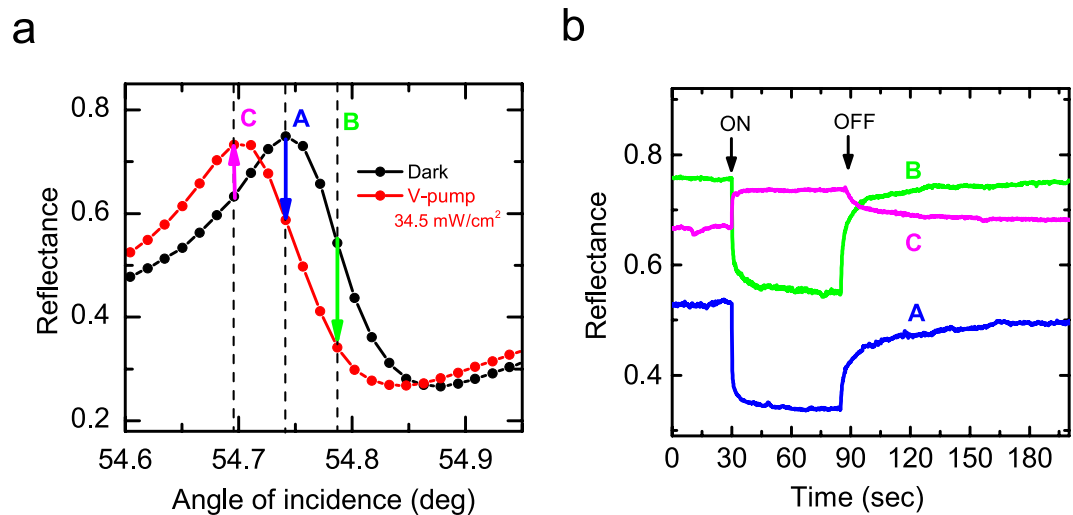 a
Reflectance
0.8
0.6
0.4
0.2
C
A
B
Dark
V-pump
34.5 mW/cm²
54.6
54.7
54.8
54.9
Angle of incidence (deg)
b
Reflectance
0.8
0.6
0.4
ON
OFF
B
C
A
0
30
60
90
120
150
180
Time (sec)